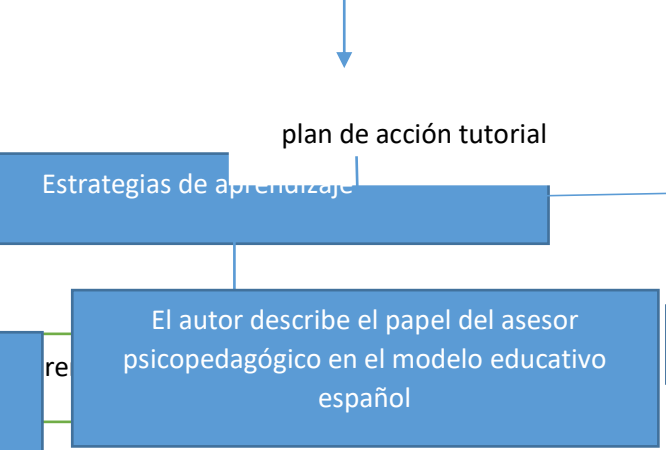 plan de acción tutorial
Estrategias de aprendizaje
El autor describe el papel del asesor
psicopedagógico en el modelo educativo
español